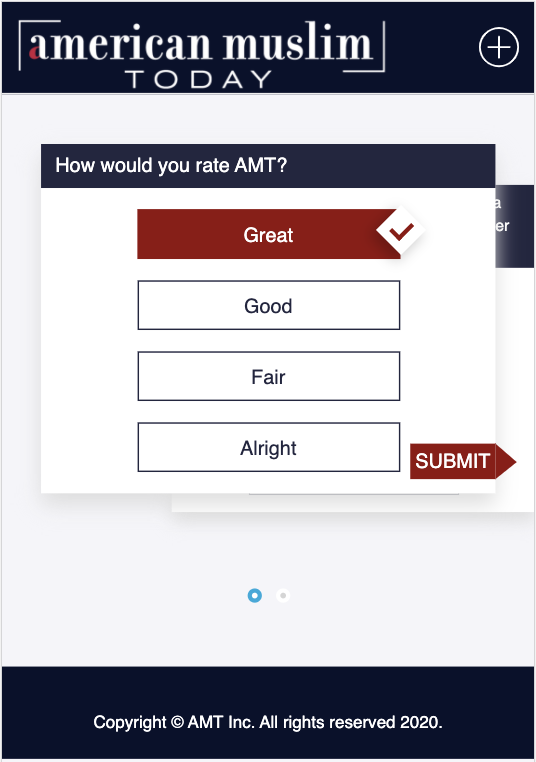 american muslim
TODAY
How would you rate AMT?
Great
Good
Fair
Alright
SUBMIT
Copyright © AMT Inc. All rights reserved 2020.